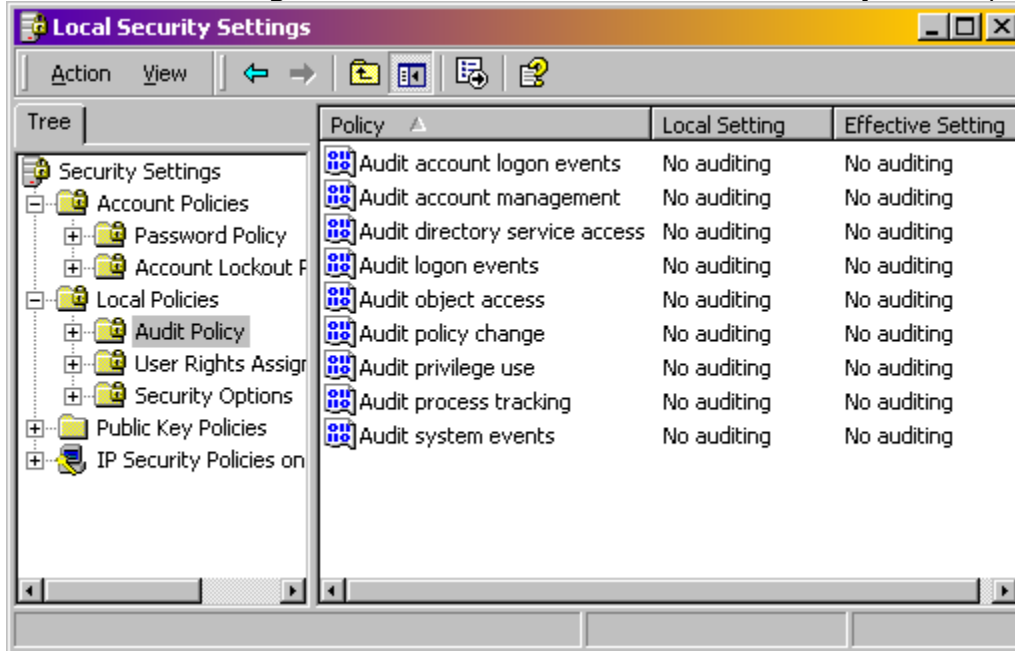 Local Security Settings
Action View
Tree
Policy Local Setting Effective Setting
Security Settings
Account Policies
Password Policy
Account Lockout P
Local Policies
Audit Policy
User Rights Assigr
Security Options
Public Key Policies
IP Security Policies on
Audit account logon events No auditing No auditing
Audit account management No auditing No auditing
Audit directory service access No auditing No auditing
Audit logon events No auditing No auditing
Audit object access No auditing No auditing
Audit policy change No auditing No auditing
Audit privilege use No auditing No auditing
Audit process tracking No auditing No auditing
Audit system events No auditing No auditing